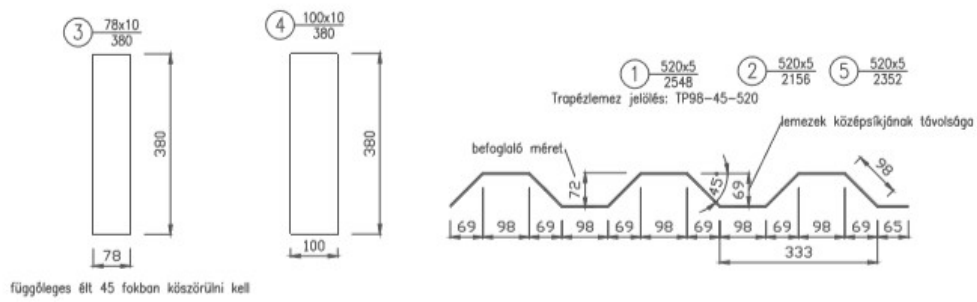 3 78x10
380
4 100x10
380
1 520x5
2548
2 520x5
2156
5 520x5
2352
Trapézlemez jelölés: TP98-45-520
lemezek középsíkjának távolsága
befoglaló méret
380
380
72
45°
69
98
69 98 69 98 69 98 69 98 69 98 69 65
78
100
333
függőleges élt 45 fokban köszörülni kell